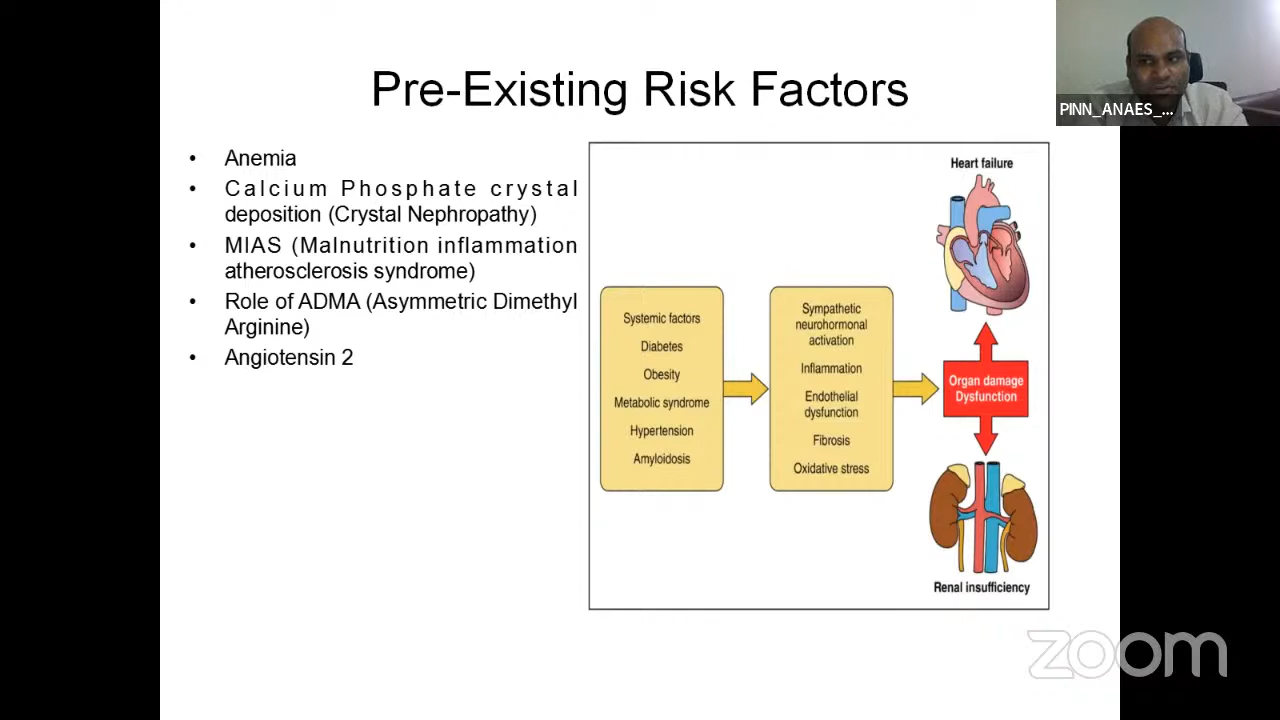 Pre-Existing Risk Factors
PINN_ANAES_...
• Anemia
• Calcium Phosphate crystal
deposition (Crystal Nephropathy)
• MIAS (Malnutrition inflammation
atherosclerosis syndrome)
• Role of ADMA (Asymmetric Dimethyl
Arginine)
• Angiotensin 2
Systemic factors
Diabetes
Obesity
Metabolic syndrome
Hypertension
Amyloidosis
Sympathetic
neurohormonal
activation
Inflammation
Endothelial
dysfunction
Fibrosis
Oxidative stress
Heart failure
Organ damage
Dysfunction
Renal insufficiency
zoom